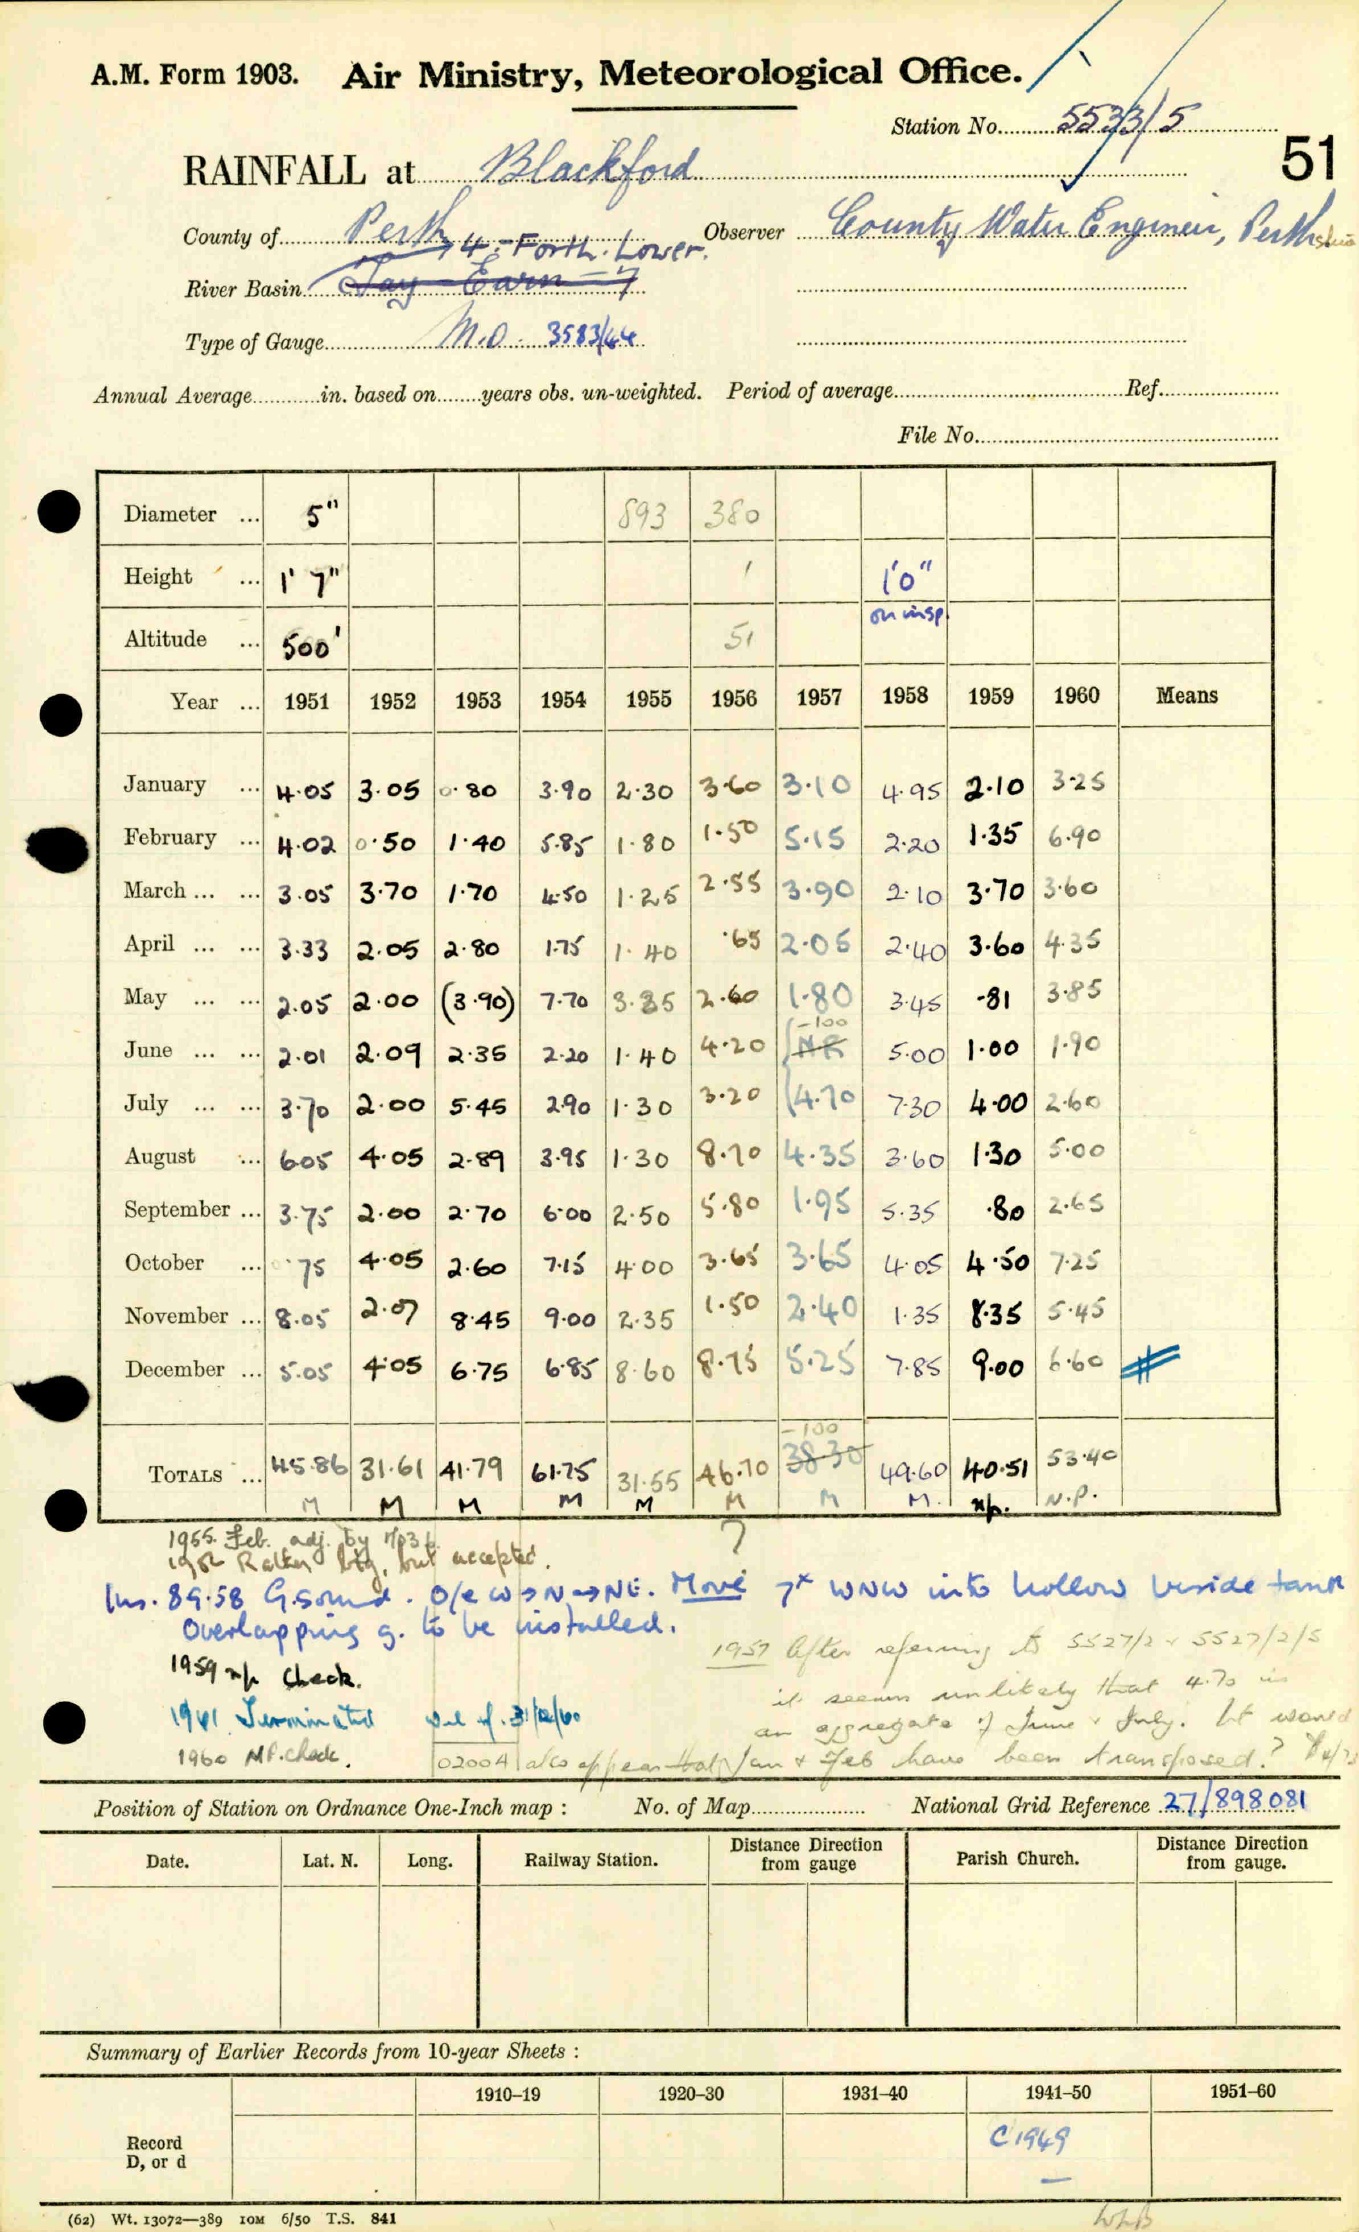 A.M. Form 1903. Air Ministry, Meteorological Office.
Station No. 5533/5
51
RAINFALL at Blackford
County of Perth Observer County Water Engineer, Perthshire
4 - Forth. Lower.
River Basin Tay - Earn = 7
Type of Gauge M.O. 3583/44
Annual Average in. based on years obs. un-weighted. Period of average Ref.
File No.
Diameter ... 5" 893 380
Height ... 1' 7" 1 1'0"
on insp.
Altitude ... 500' 51
Year ... 1951 1952 1953 1954 1955 1956 1957 1958 1959 1960 Means
January ... 4.05 3.05 0.80 3.90 2.30 3.60 3.10 4.95 2.10 3.25
February ... 4.02 0.50 1.40 5.85 1.80 1.50 5.15 2.20 1.35 6.90
March ... ... 3.05 3.70 1.70 4.50 1.25 2.55 3.90 2.10 3.70 3.60
April ... ... 3.33 2.05 2.80 1.75 1.40 .65 2.05 2.40 3.60 4.35
May ... ... 2.05 2.00 (3.90) 7.70 3.85 2.60 1.80 3.45 .81 3.85
-100
June ... ... 2.01 2.09 2.35 2.20 1.40 4.20 NR 5.00 1.00 1.90
July ... ... 3.70 2.00 5.45 2.90 1.30 3.20 4.70 7.30 4.00 2.60
August ... 6.05 4.05 2.89 3.95 1.30 8.70 4.35 3.60 1.30 5.00
September ... 3.75 2.00 2.70 6.00 2.50 5.80 1.95 5.35 .80 2.65
October ... 0.75 4.05 2.60 7.15 4.00 3.65 3.65 4.05 4.50 7.25
November ... 8.05 2.07 8.45 9.00 2.35 1.50 2.40 1.35 8.35 5.45
December ... 5.05 4.05 6.75 6.85 8.60 8.75 5.25 7.85 9.00 6.60 #
-100
TOTALS ... 45.86 31.61 41.79 61.75 31.55 46.70 38.30 49.60 40.51 53.40
M M M M M M M M. np. N.P.
?
1955. Feb. adj. by
Rather big, but accepted.
Ins. 8.9.58 G. sound. O/e W→N→NE. Move 7x WNW into hollow beside tank
Overlapping g. to be installed.
1957 After referring to 5527/2 & 5527/2/5
1959 np check.
it seems unlikely that 4.70 is
1961 Terminated w.e.f. 31/12/60
an aggregate of June & July. It would
1960 N.P. check. 02004 also appear that Jan & Feb have been transposed?
Position of Station on Ordnance One-Inch map : No. of Map National Grid Reference 27/898081
Date. Lat. N. Long. Railway Station. Distance Direction from gauge Parish Church. Distance Direction from gauge.
Summary of Earlier Records from 10-year Sheets :
1910–19 1920–30 1931–40 1941–50 1951–60
Record
D, or d
C1949
—
(62) Wt. 13072—389 10M 6/50 T.S. 841